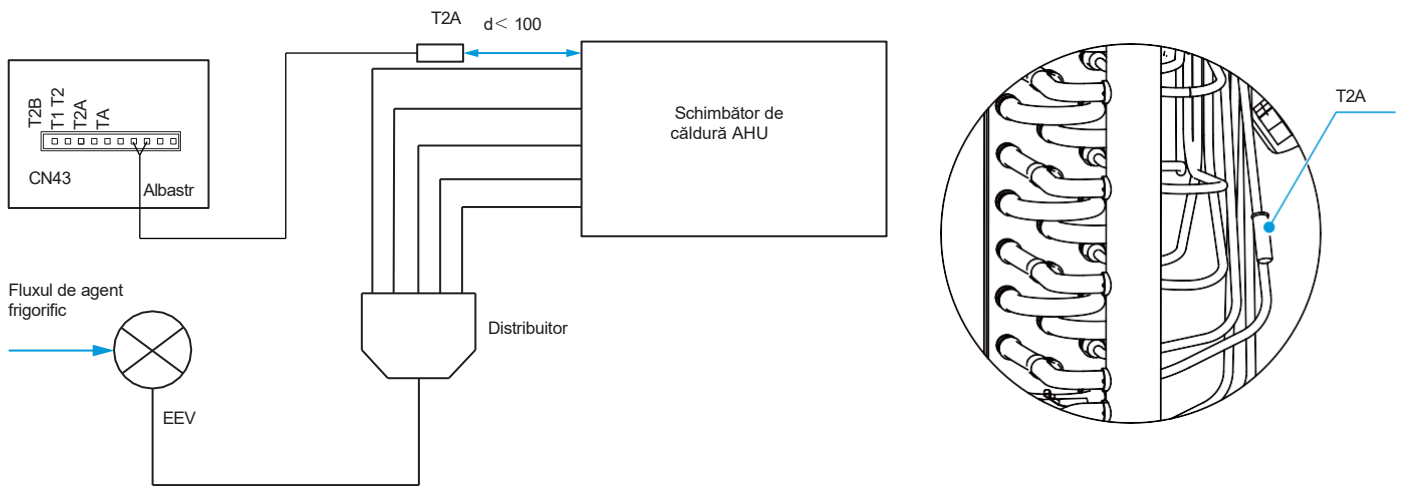 T2A
d< 100
T2B
T1 T2
T2A
TA
CN43
Albastr
Schimbător de
căldură AHU
T2A
Fluxul de agent
frigorific
Distribuitor
EEV